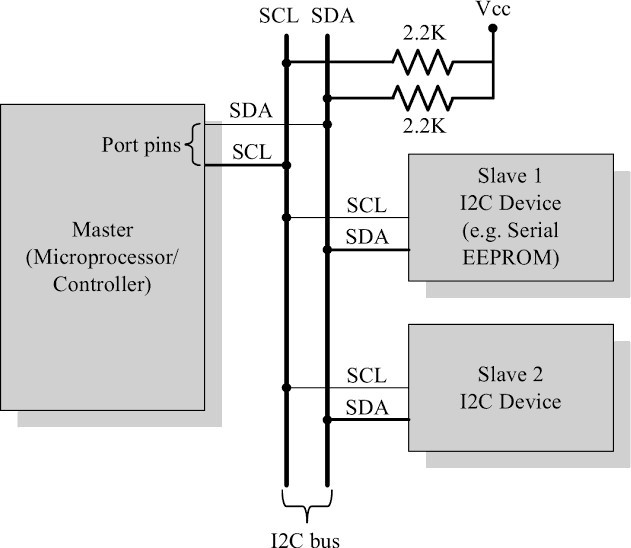 SCL SDA
Vcc
2.2K
2.2K
SDA
Port pins
SCL
Master
(Microprocessor/
Controller)
SCL
SDA
Slave 1
I2C Device
(e.g. Serial
EEPROM)
SCL
SDA
Slave 2
I2C Device
I2C bus